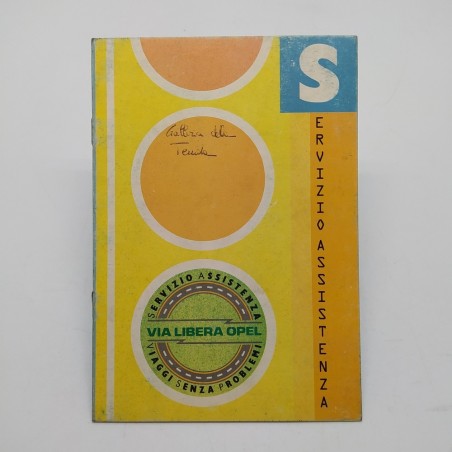 S
ERVIZIO ASSISTENZA
SERVIZIO ASSISTENZA
VIA LIBERA OPEL
VIAGGI SENZA PROBLEMI